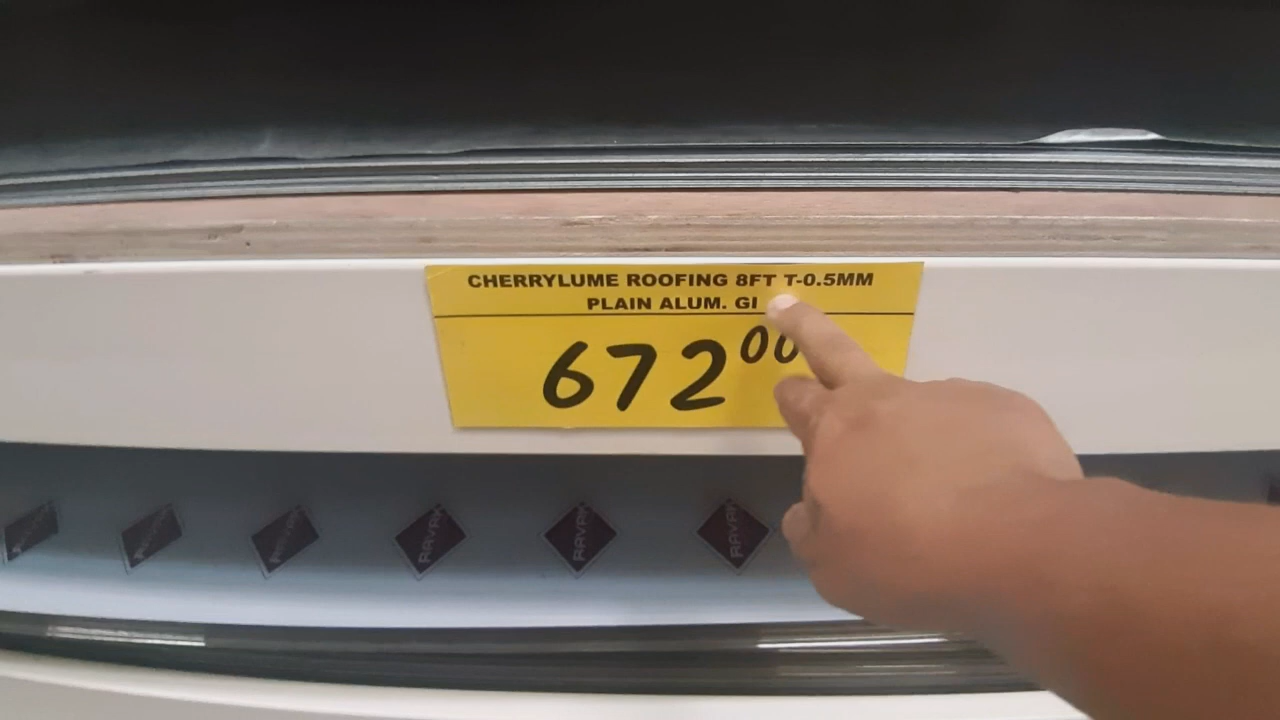 CHERRYLUME ROOFING 8FT T-0.5MM
PLAIN ALUM. GI
672⁰⁰